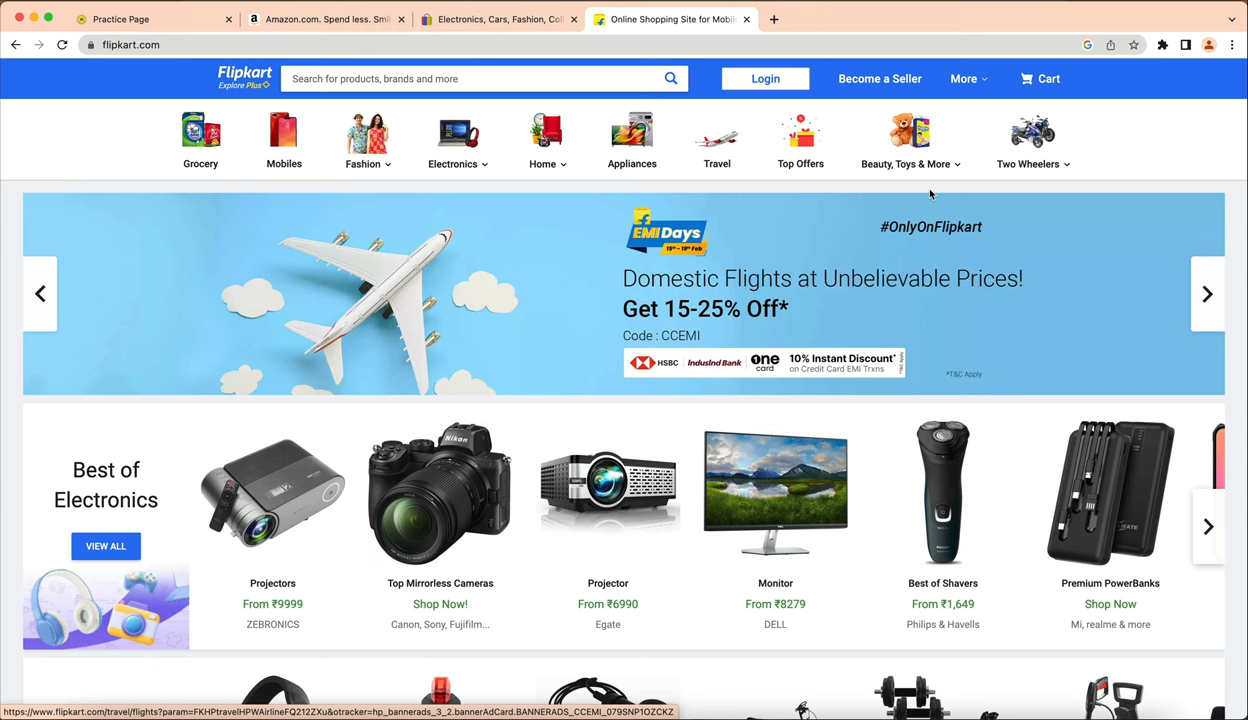 Practice Page
Amazon.com. Spend less. Smi
Electronics, Cars, Fashion, Col
Online Shopping Site for Mobil
flipkart.com
Flipkart
Explore Plus
Search for products, brands and more
Login
Become a Seller
More
Cart
Grocery
Mobiles
Fashion
Electronics
Home
Appliances
Travel
Top Offers
Beauty, Toys & More
Two Wheelers
EMI Days
#OnlyOnFlipkart
Domestic Flights at Unbelievable Prices!
Get 15-25% Off*
Code : CCEMI
HSBC
IndusInd Bank
one card
10% Instant Discount*
on Credit Card EMI Trxns
*T&C Apply
Best of
Electronics
VIEW ALL
Nikon
Projectors
From ₹9999
ZEBRONICS
Top Mirrorless Cameras
Shop Now!
Canon, Sony, Fujifilm...
Projector
From ₹6990
Egate
Monitor
From ₹8279
DELL
Best of Shavers
From ₹1,649
Philips & Havells
Premium PowerBanks
Shop Now
Mi, realme & more
https://www.flipkart.com/travel/flights?param=FKHPtravelHPWAirlineFQ212ZXu&otracker=hp_bannerads_3_2.bannerAdCard.BANNERADS_CCEMI_079SNP1OZCKZ